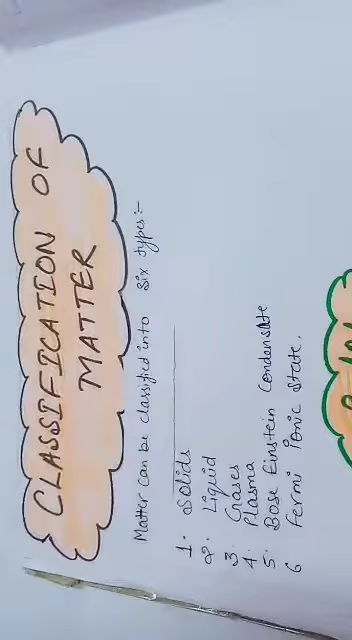 CLASSIFICATION OF
MATTER
Matter can be classified into six types:-
1. Solids
2. Liquid
3. Gases
4. Plasma
5. Bose Einstein Condensate
6 Fermi Ponic State.